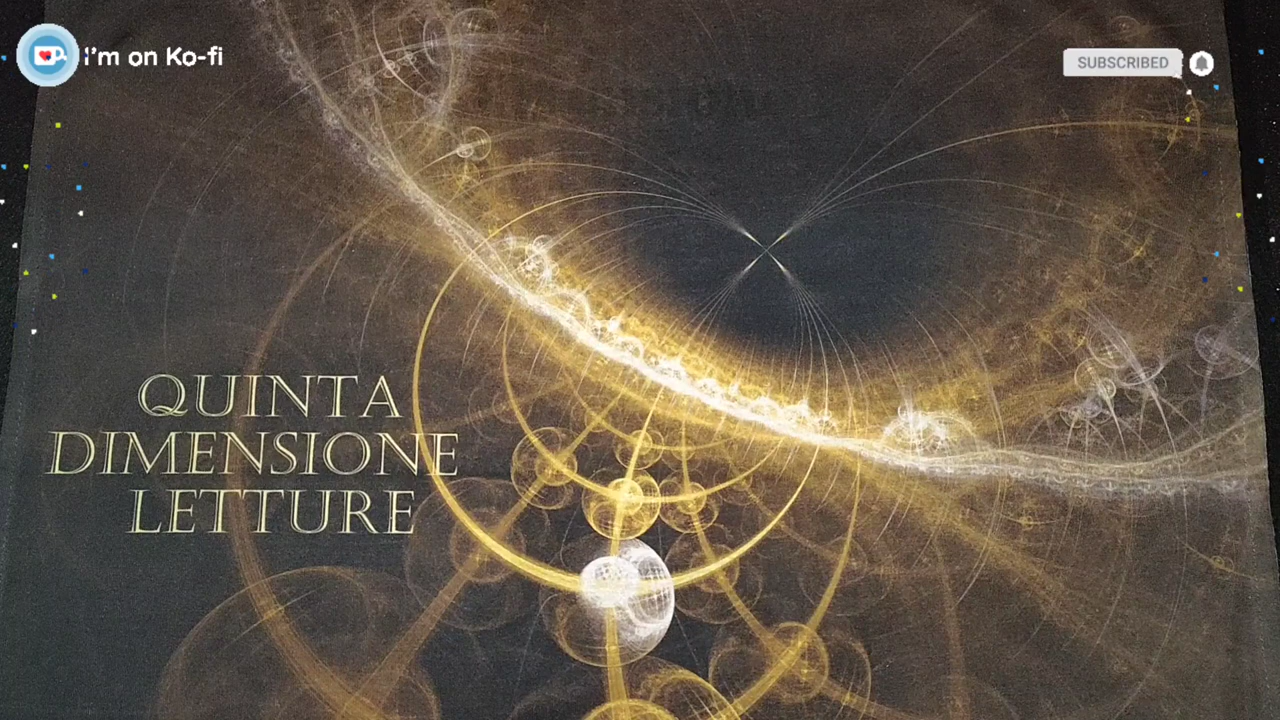 I'm on Ko-fi
SUBSCRIBED
QUINTA
DIMENSIONE
LETTURE